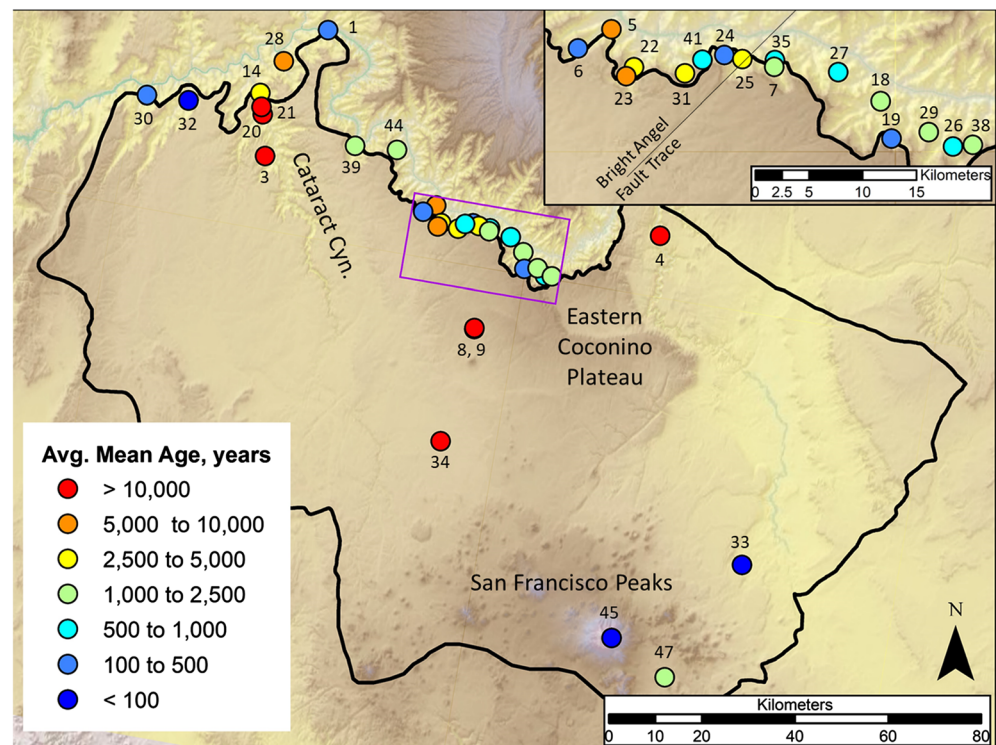 1
28
14
30
32
20
21
3
39
44
Cataract Cyn.
5
6
22
23
41
31
24
25
35
7
27
18
19
29
26
38
Bright Angel
Fault Trace
Kilometers
0 2.5 5 10 15
4
8, 9
Eastern
Coconino
Plateau
34
33
San Francisco Peaks
45
47
Avg. Mean Age, years
> 10,000
5,000 to 10,000
2,500 to 5,000
1,000 to 2,500
500 to 1,000
100 to 500
< 100
N
Kilometers
0 10 20 40 60 80